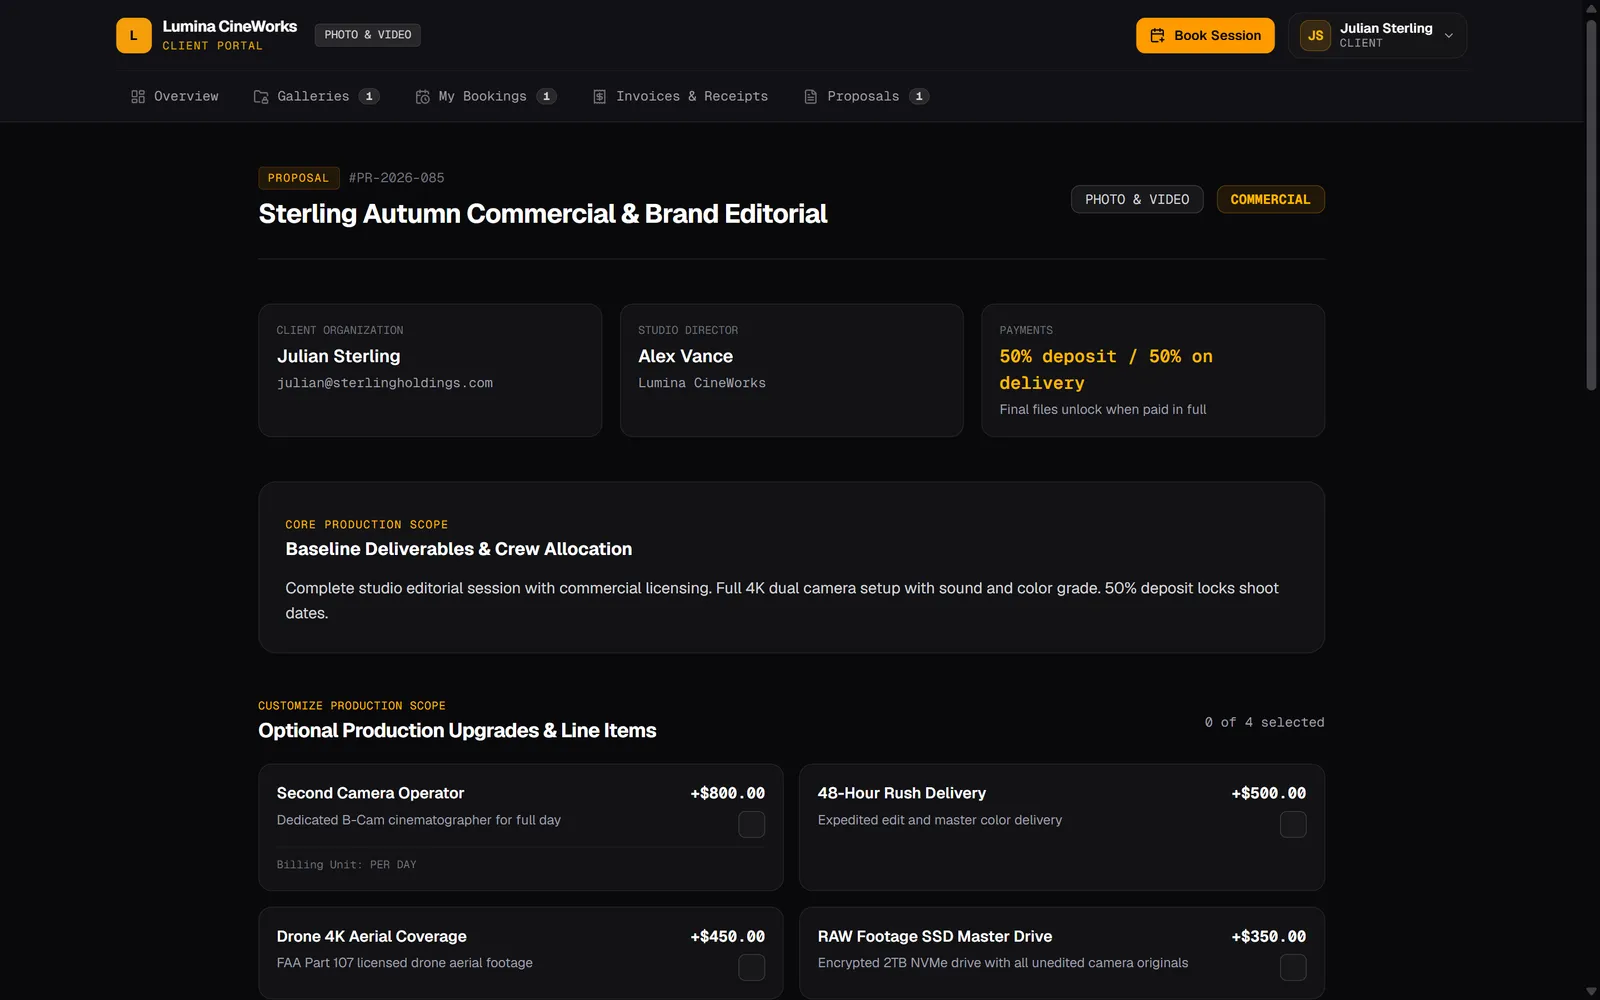 L
Lumina CineWorks
CLIENT PORTAL
PHOTO & VIDEO
Book Session
JS
Julian Sterling
CLIENT
Overview
Galleries 1
My Bookings 1
Invoices & Receipts
Proposals 1
PROPOSAL #PR-2026-085
Sterling Autumn Commercial & Brand Editorial
PHOTO & VIDEO
COMMERCIAL
CLIENT ORGANIZATION
Julian Sterling
julian@sterlingholdings.com
STUDIO DIRECTOR
Alex Vance
Lumina CineWorks
PAYMENTS
50% deposit / 50% on
delivery
Final files unlock when paid in full
CORE PRODUCTION SCOPE
Baseline Deliverables & Crew Allocation
Complete studio editorial session with commercial licensing. Full 4K dual camera setup with sound and color grade. 50% deposit locks shoot
dates.
CUSTOMIZE PRODUCTION SCOPE
Optional Production Upgrades & Line Items
0 of 4 selected
Second Camera Operator +$800.00
Dedicated B-Cam cinematographer for full day
Billing Unit: PER DAY
48-Hour Rush Delivery +$500.00
Expedited edit and master color delivery
Drone 4K Aerial Coverage +$450.00
FAA Part 107 licensed drone aerial footage
RAW Footage SSD Master Drive +$350.00
Encrypted 2TB NVMe drive with all unedited camera originals